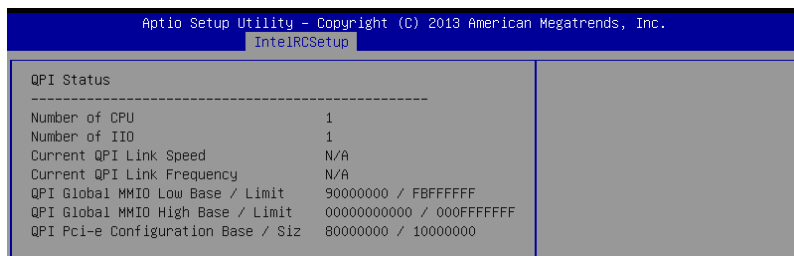 Aptio Setup Utility – Copyright (C) 2013 American Megatrends, Inc.
IntelRCSetup
QPI Status
--------------------------------------------------
Number of CPU 1
Number of IIO 1
Current QPI Link Speed N/A
Current QPI Link Frequency N/A
QPI Global MMIO Low Base / Limit 90000000 / FBFFFFFF
QPI Global MMIO High Base / Limit 00000000000 / 000FFFFFFF
QPI Pci-e Configuration Base / Siz 80000000 / 10000000